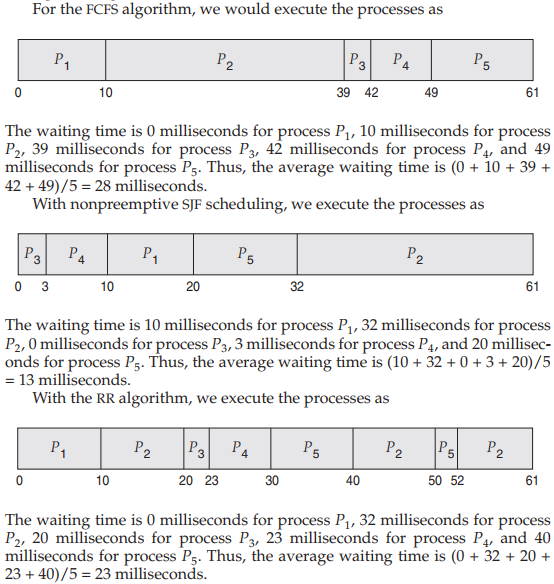 For the FCFS algorithm, we would execute the processes as
P1 P2 P3 P4 P5
0 10 39 42 49 61
The waiting time is 0 milliseconds for process P1, 10 milliseconds for process
P2, 39 milliseconds for process P3, 42 milliseconds for process P4, and 49
milliseconds for process P5. Thus, the average waiting time is (0 + 10 + 39 +
42 + 49)/5 = 28 milliseconds.
With nonpreemptive SJF scheduling, we execute the processes as
P3 P4 P1 P5 P2
0 3 10 20 32 61
The waiting time is 10 milliseconds for process P1, 32 milliseconds for process
P2, 0 milliseconds for process P3, 3 milliseconds for process P4, and 20 millisec-
onds for process P5. Thus, the average waiting time is (10 + 32 + 0 + 3 + 20)/5
= 13 milliseconds.
With the RR algorithm, we execute the processes as
P1 P2 P3 P4 P5 P2 P5 P2
0 10 20 23 30 40 50 52 61
The waiting time is 0 milliseconds for process P1, 32 milliseconds for process
P2, 20 milliseconds for process P3, 23 milliseconds for process P4, and 40
milliseconds for process P5. Thus, the average waiting time is (0 + 32 + 20 +
23 + 40)/5 = 23 milliseconds.